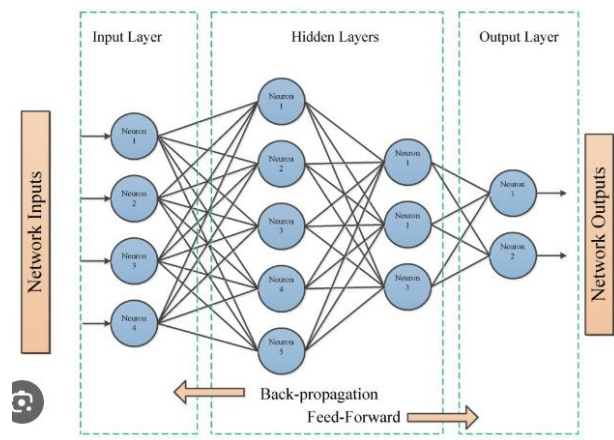 Input Layer
Hidden Layers
Output Layer
Network Inputs
Neuron
1
Neuron
2
Neuron
3
Neuron
4
Neuron
1
Neuron
2
Neuron
3
Neuron
4
Neuron
5
Neuron
1
Neuron
1
Neuron
3
Neuron
1
Neuron
2
Network Outputs
Back-propagation
Feed-Forward